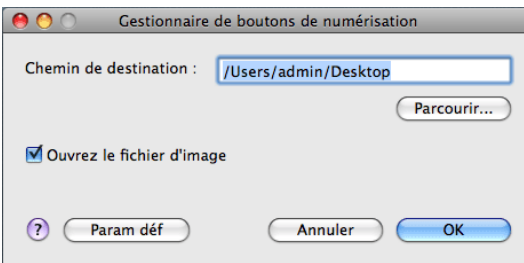 Gestionnaire de boutons de numérisation
Chemin de destination : /Users/admin/Desktop
Parcourir...
Ouvrez le fichier d'image
? Param déf Annuler OK